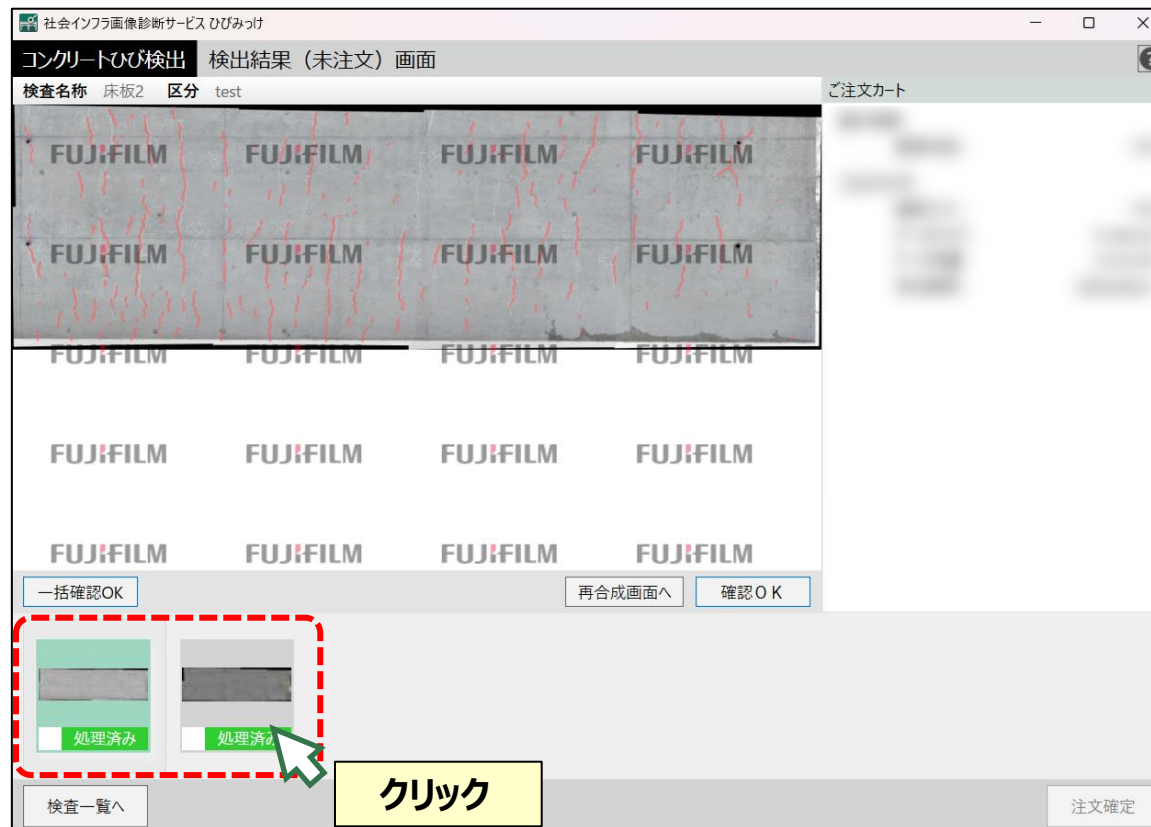 社会インフラ画像診断サービス ひびみっけ
コンクリートひび検出 検出結果（未注文）画面
検査名称 床板2 区分 test
ご注文カート
FUJIFILM FUJIFILM FUJIFILM FUJIFILM
FUJIFILM FUJIFILM FUJIFILM FUJIFILM
FUJIFILM FUJIFILM FUJIFILM FUJIFILM
FUJIFILM FUJIFILM FUJIFILM FUJIFILM
FUJIFILM FUJIFILM FUJIFILM FUJIFILM
一括確認OK 再合成画面へ 確認ＯＫ
処理済み 処理済み
クリック
検査一覧へ 注文確定